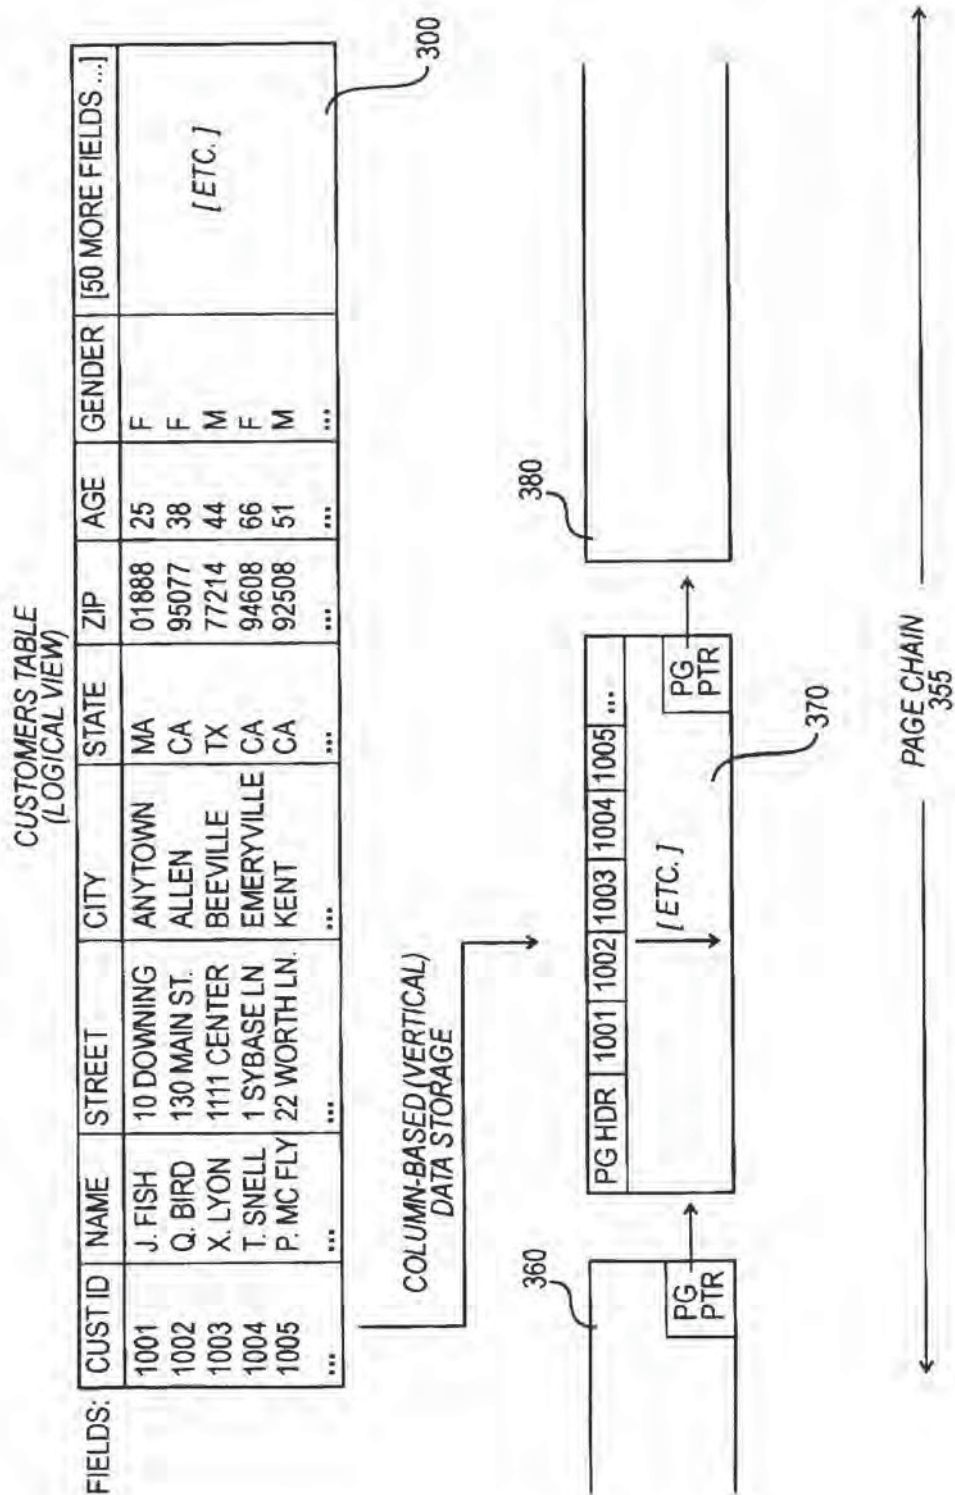 CUSTOMERS TABLE
(LOGICAL VIEW)
FIELDS: CUST ID NAME STREET CITY STATE ZIP AGE GENDER [50 MORE FIELDS ...]
1001 J. FISH 10 DOWNING ANYTOWN MA 01888 25 F
1002 Q. BIRD 130 MAIN ST. ALLEN CA 95077 38 F
1003 X. LYON 1111 CENTER BEEVILLE TX 77214 44 M
1004 T. SNELL 1 SYBASE LN EMERYVILLE CA 94608 66 F
1005 P. MC FLY 22 WORTH LN. KENT CA 92508 51 M
... ... ... ... ... ... ... ...
[ETC.]
300
COLUMN-BASED (VERTICAL)
DATA STORAGE
360
380
PG HDR 1001 1002 1003 1004 1005 ...
[ETC.]
PG
PTR
PG
PTR
370
PAGE CHAIN
355